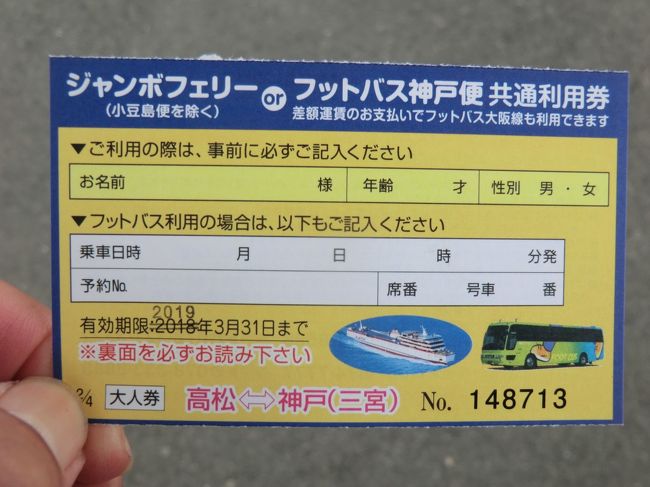 ジャンボフェリー or フットバス神戸便 共通利用券
(小豆島便を除く) 差額運賃のお支払いでフットバス大阪線も利用できます
▼ご利用の際は、事前に必ずご記入ください
お名前 様 年齢 才 性別 男・女
▼フットバス利用の場合は、以下もご記入ください
乗車日時 月 日 時 分発
予約No. 席番 号車 番
2019
有効期限:2018年3月31日まで
※裏面を必ずお読み下さい
FOOT BUS
2/4 大人券 高松⇔神戸(三宮) No. 148713